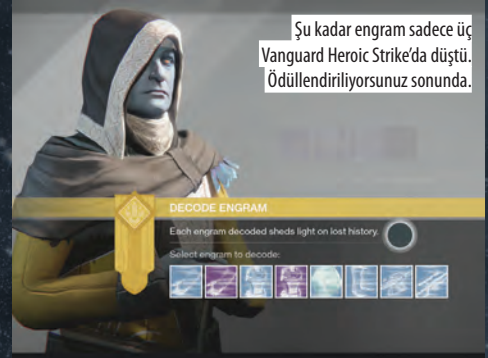 Şu kadar engram sadece üç
Vanguard Heroic Strike’da düştü.
Ödüllendiriliyorsunuz sonunda.
DECODE ENGRAM
Each engram decoded sheds light on lost history.
Select engram to decode: